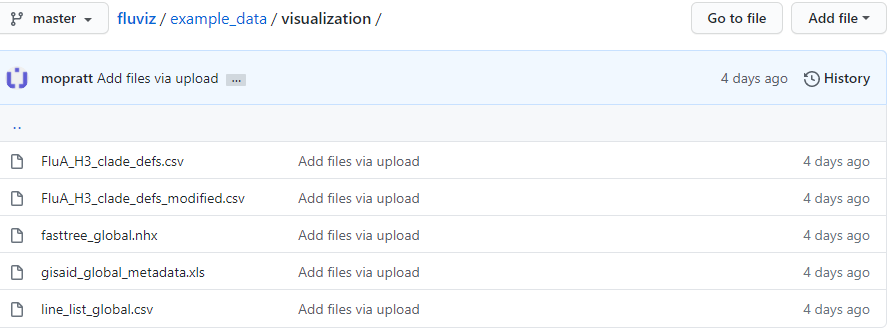 master fluviz / example_data / visualization / Go to file Add file
mopratt Add files via upload ... 4 days ago History
..
FluA_H3_clade_defs.csv Add files via upload 4 days ago
FluA_H3_clade_defs_modified.csv Add files via upload 4 days ago
fasttree_global.nhx Add files via upload 4 days ago
gisaid_global_metadata.xls Add files via upload 4 days ago
line_list_global.csv Add files via upload 4 days ago